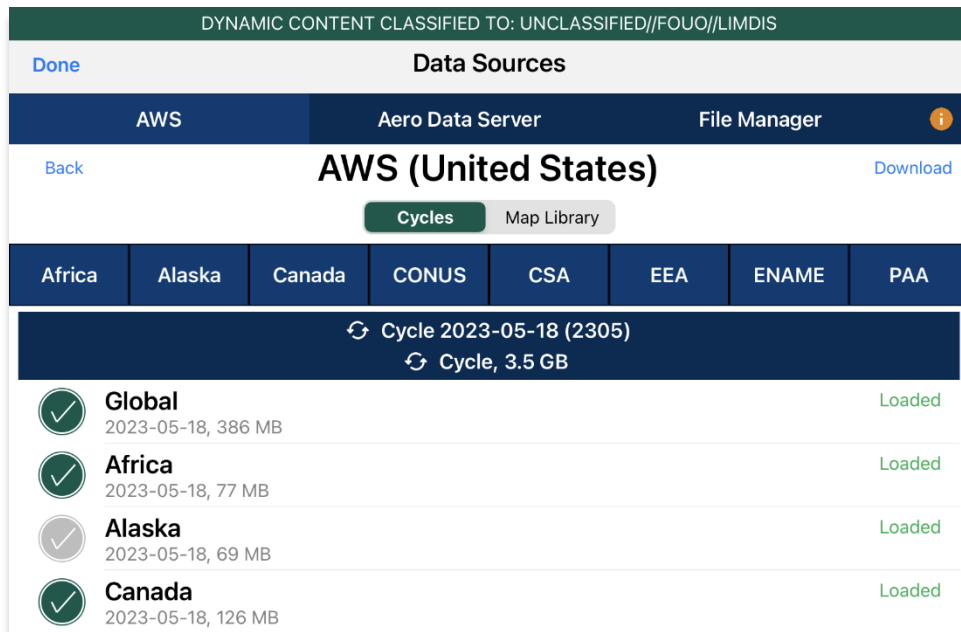 DYNAMIC CONTENT CLASSIFIED TO: UNCLASSIFIED//FOUO//LIMDIS
Done Data Sources
AWS Aero Data Server File Manager i
Back AWS (United States) Download
Cycles Map Library
Africa Alaska Canada CONUS CSA EEA ENAME PAA
Cycle 2023-05-18 (2305)
Cycle, 3.5 GB
Global Loaded
2023-05-18, 386 MB
Africa Loaded
2023-05-18, 77 MB
Alaska Loaded
2023-05-18, 69 MB
Canada Loaded
2023-05-18, 126 MB